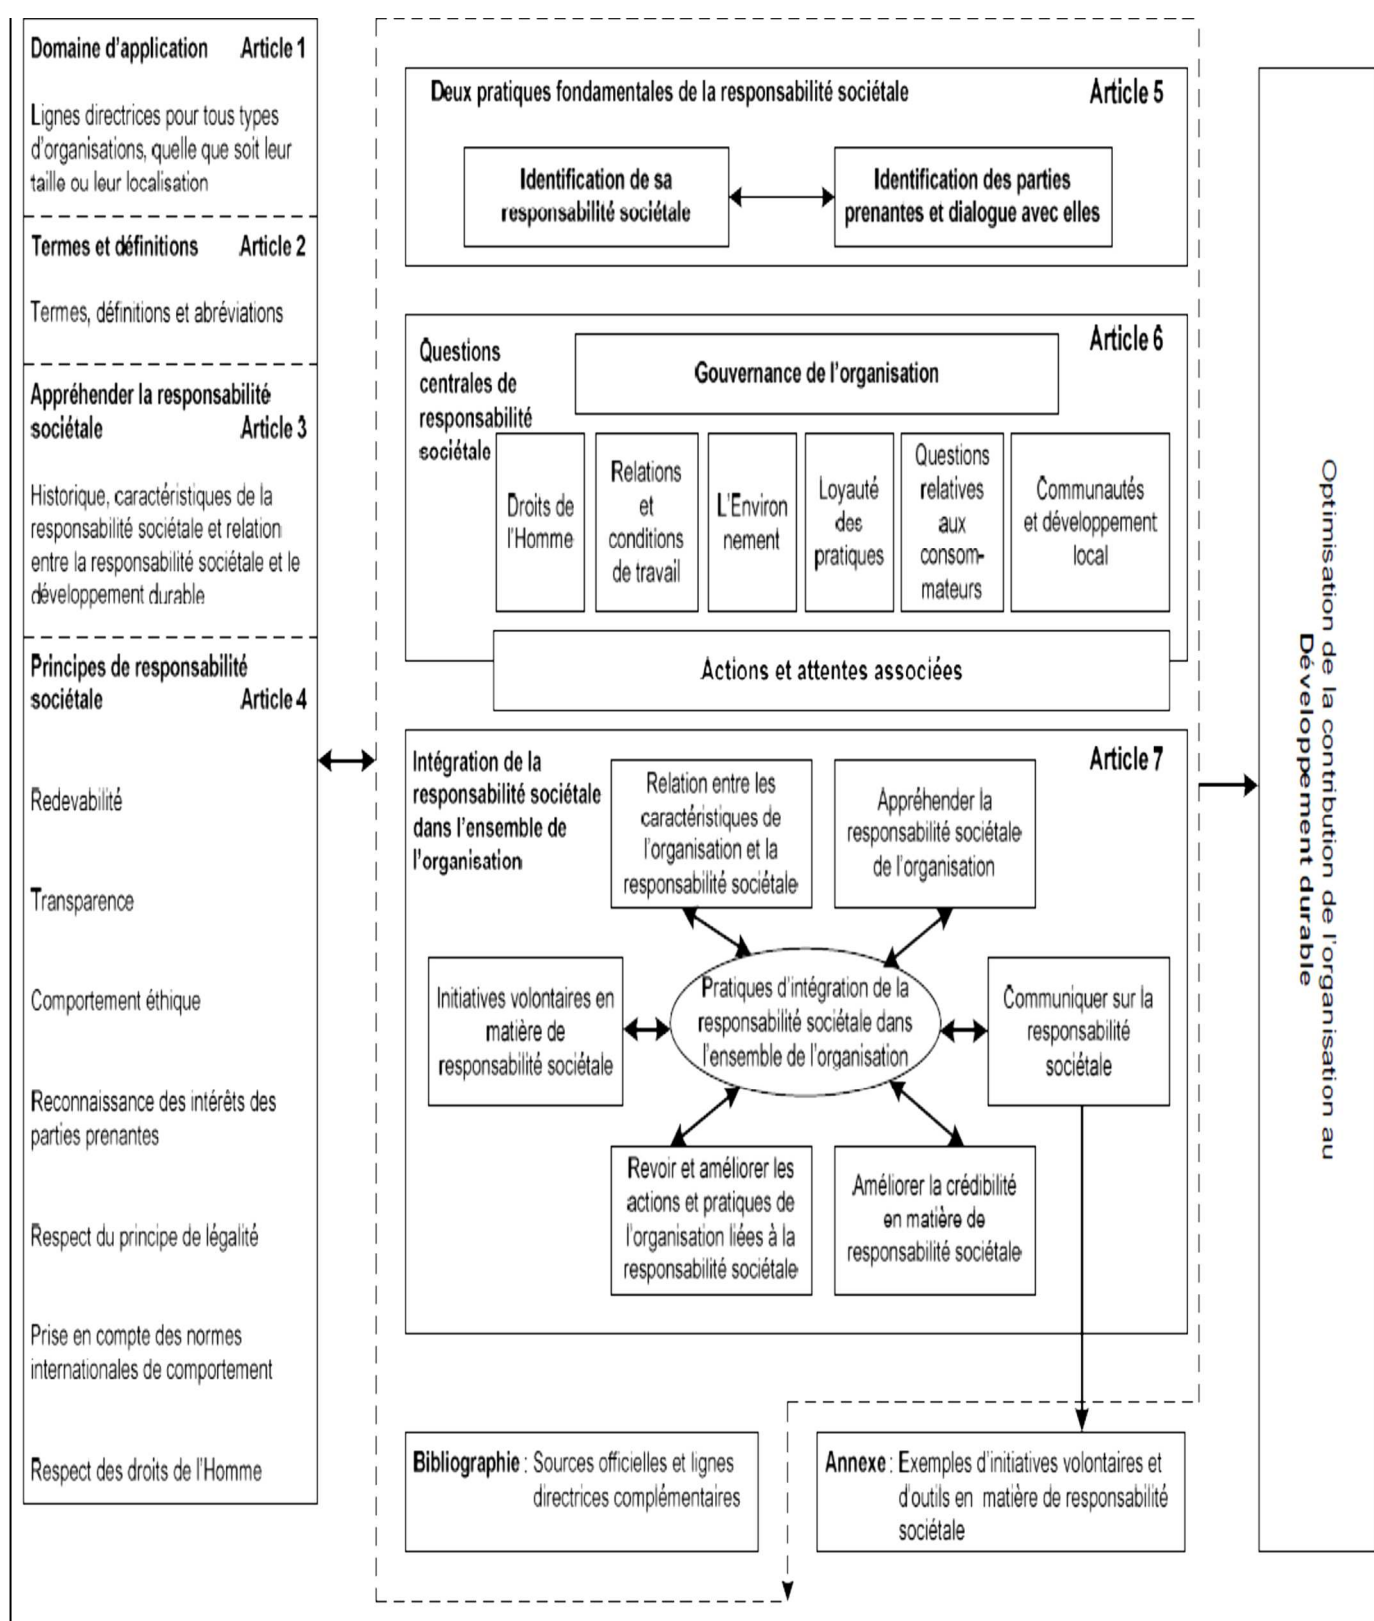 Domaine d'application Article 1
Lignes directrices pour tous types
d'organisations, quelle que soit leur
taille ou leur localisation
Termes et définitions Article 2
Termes, définitions et abréviations
Appréhender la responsabilité
sociétale Article 3
Historique, caractéristiques de la
responsabilité sociétale et relation
entre la responsabilité sociétale et le
développement durable
Principes de responsabilité
sociétale Article 4
Redevabilité
Transparence
Comportement éthique
Reconnaissance des intérêts des
parties prenantes
Respect du principe de légalité
Prise en compte des normes
internationales de comportement
Respect des droits de l'Homme
Deux pratiques fondamentales de la responsabilité sociétale Article 5
Identification de sa
responsabilité sociétale
Identification des parties
prenantes et dialogue avec elles
Article 6
Questions
centrales de
responsabilité
sociétale
Gouvernance de l'organisation
Droits de
l'Homme
Relations
et
conditions
de travail
L'Environ
nement
Loyauté
des
pratiques
Questions
relatives
aux
consom-
mateurs
Communautés
et développement
local
Actions et attentes associées
Article 7
Intégration de la
responsabilité sociétale
dans l'ensemble de
l'organisation
Relation entre les
caractéristiques de
l'organisation et la
responsabilité sociétale
Appréhender la
responsabilité sociétale
de l'organisation
Initiatives volontaires en
matière de
responsabilité sociétale
Pratiques d'intégration de la
responsabilité sociétale dans
l'ensemble de l'organisation
Communiquer sur la
responsabilité
sociétale
Revoir et améliorer les
actions et pratiques de
l'organisation liées à la
responsabilité sociétale
Améliorer la crédibilité
en matière de
responsabilité sociétale
Bibliographie : Sources officielles et lignes
directrices complémentaires
Annexe : Exemples d'initiatives volontaires et
d'outils en matière de responsabilité
sociétale
Optimisation de la contribution de l'organisation au
Développement durable